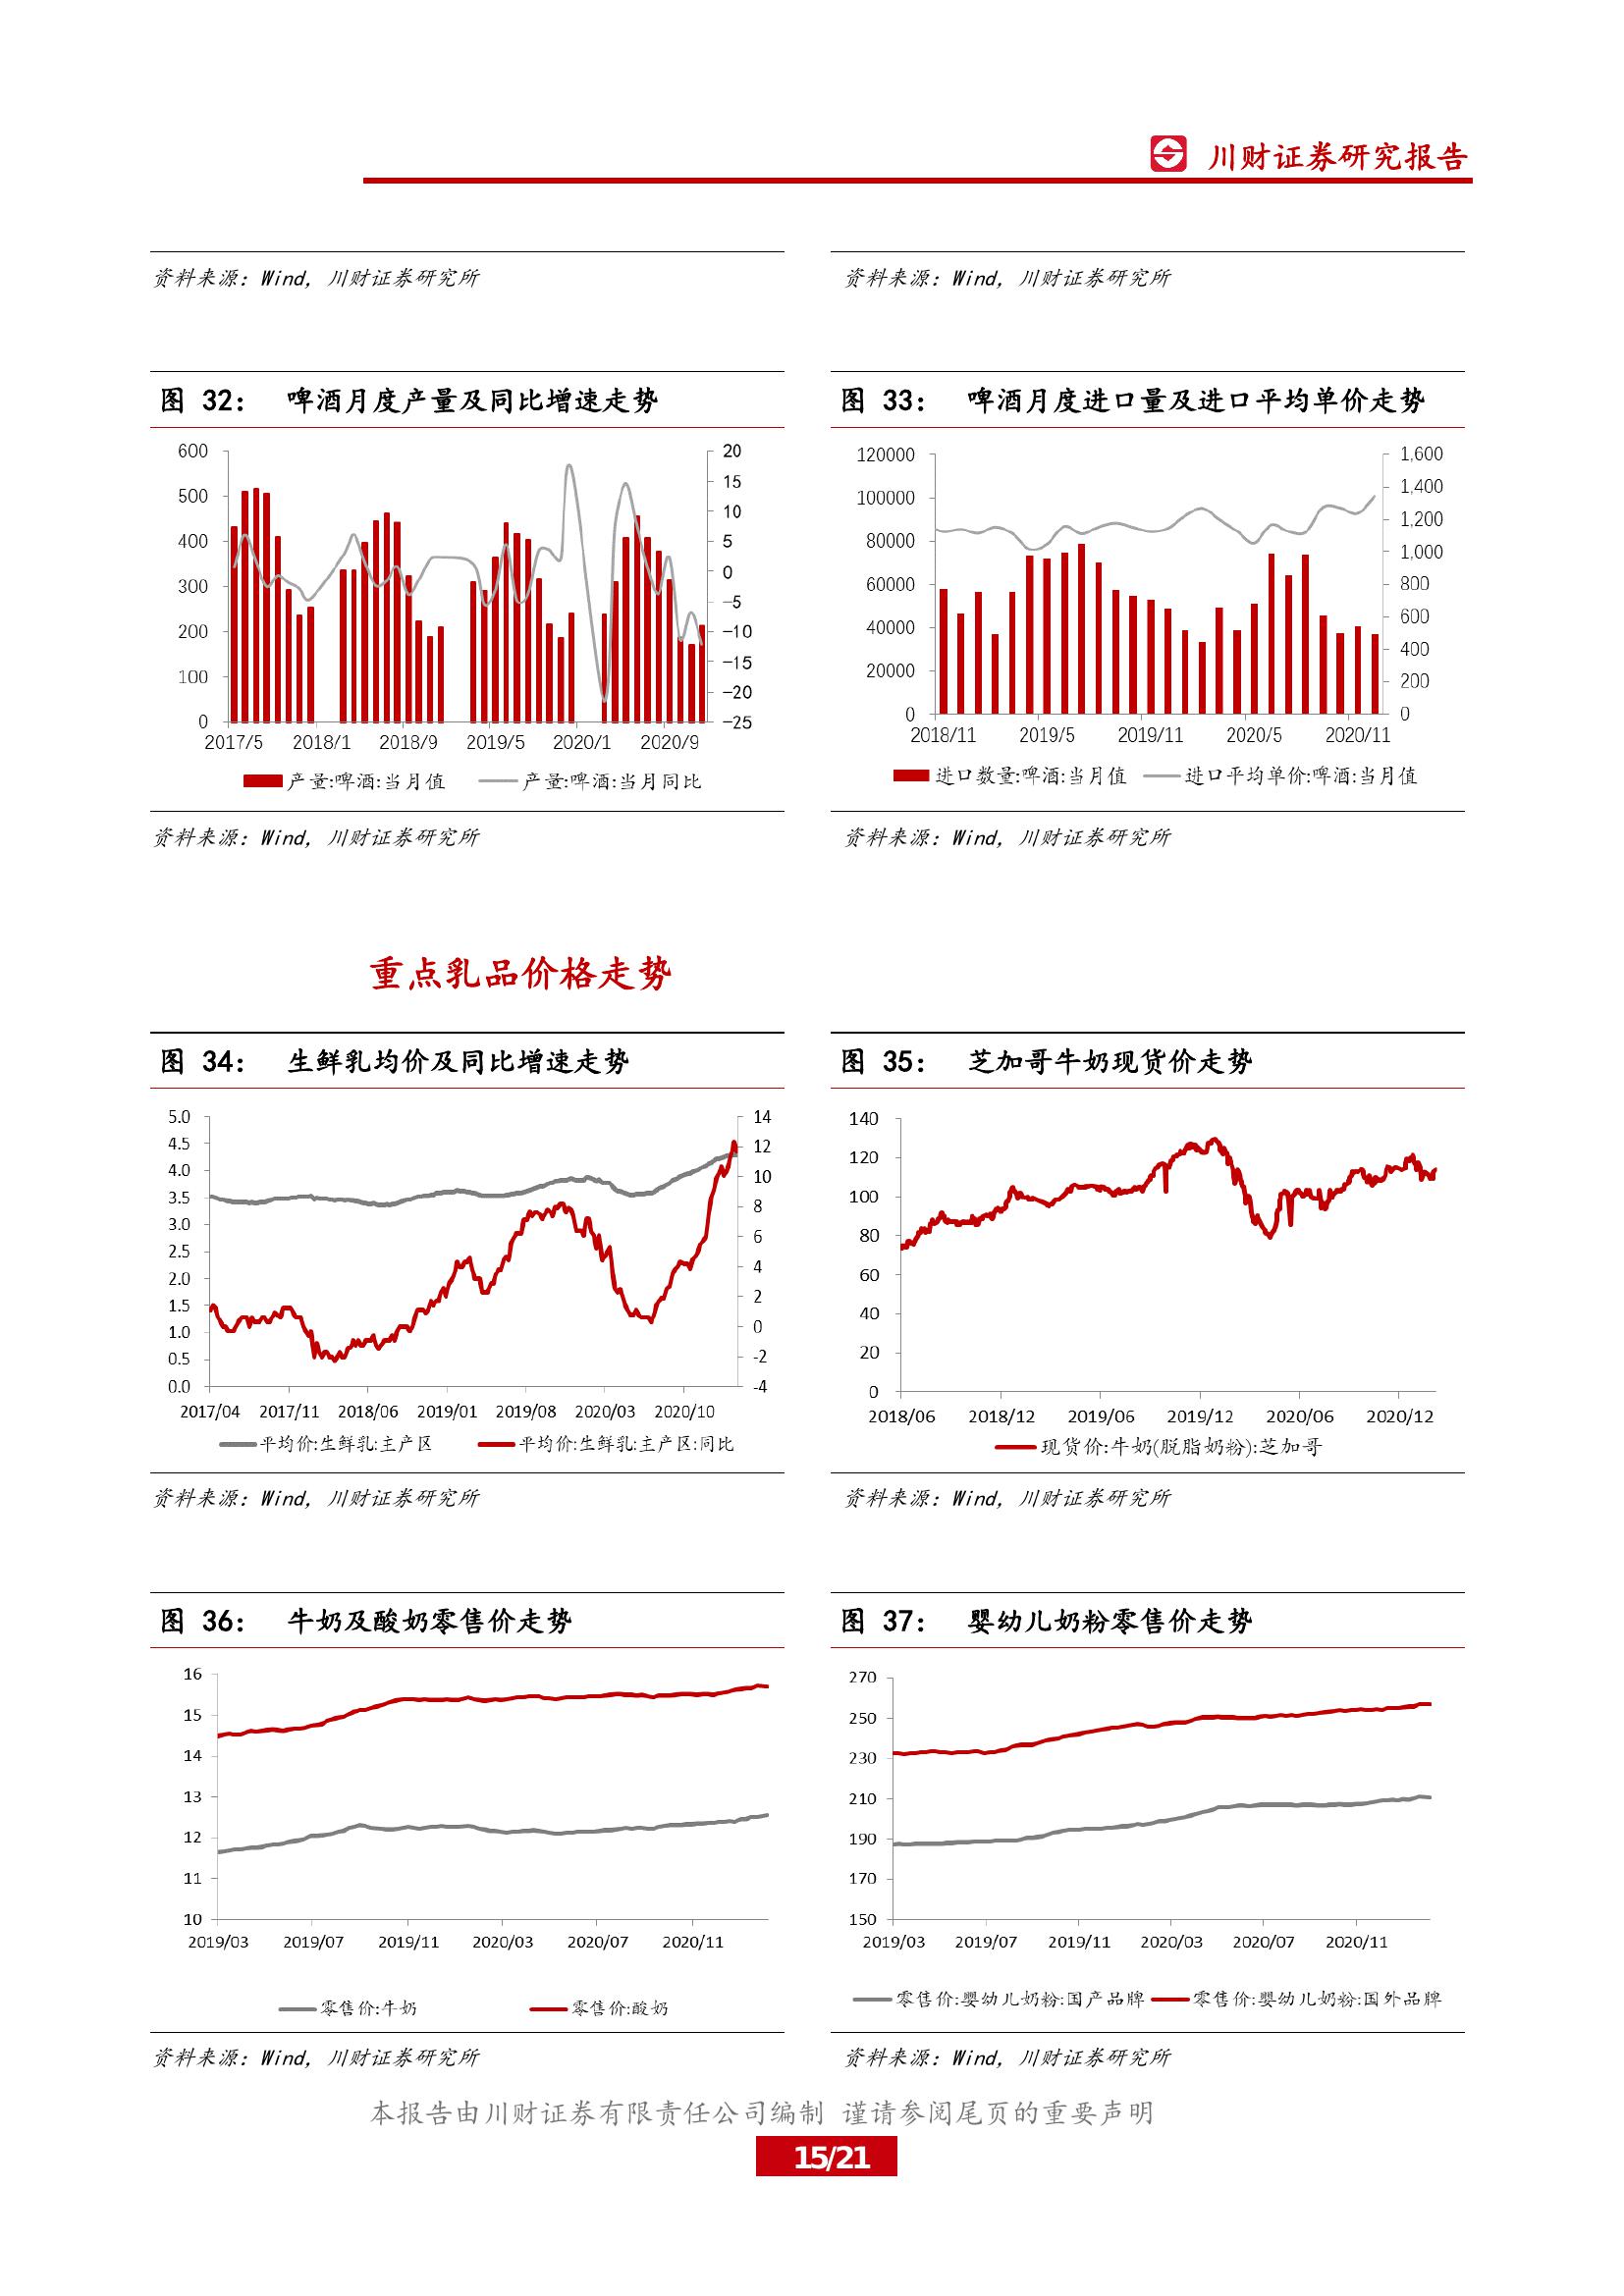 川财证券研究报告
资料来源：Wind，川财证券研究所
资料来源：Wind，川财证券研究所
图 32： 啤酒月度产量及同比增速走势
600
500
400
300
200
100
0
20
15
10
5
0
−5
−10
−15
−20
−25
2017/5 2018/1 2018/9 2019/5 2020/1 2020/9
产量:啤酒:当月值 产量:啤酒:当月同比
资料来源：Wind，川财证券研究所
图 33： 啤酒月度进口量及进口平均单价走势
120000
100000
80000
60000
40000
20000
0
1,600
1,400
1,200
1,000
800
600
400
200
0
2018/11 2019/5 2019/11 2020/5 2020/11
进口数量:啤酒:当月值 进口平均单价:啤酒:当月值
资料来源：Wind，川财证券研究所
重点乳品价格走势
图 34： 生鲜乳均价及同比增速走势
5.0
4.5
4.0
3.5
3.0
2.5
2.0
1.5
1.0
0.5
0.0
14
12
10
8
6
4
2
0
-2
-4
2017/04 2017/11 2018/06 2019/01 2019/08 2020/03 2020/10
平均价:生鲜乳:主产区 平均价:生鲜乳:主产区:同比
资料来源：Wind，川财证券研究所
图 35： 芝加哥牛奶现货价走势
140
120
100
80
60
40
20
0
2018/06 2018/12 2019/06 2019/12 2020/06 2020/12
现货价:牛奶(脱脂奶粉):芝加哥
资料来源：Wind，川财证券研究所
图 36： 牛奶及酸奶零售价走势
16
15
14
13
12
11
10
2019/03 2019/07 2019/11 2020/03 2020/07 2020/11
零售价:牛奶 零售价:酸奶
资料来源：Wind，川财证券研究所
图 37： 婴幼儿奶粉零售价走势
270
250
230
210
190
170
150
2019/03 2019/07 2019/11 2020/03 2020/07 2020/11
零售价:婴幼儿奶粉:国产品牌 零售价:婴幼儿奶粉:国外品牌
资料来源：Wind，川财证券研究所
本报告由川财证券有限责任公司编制 谨请参阅尾页的重要声明
15/21